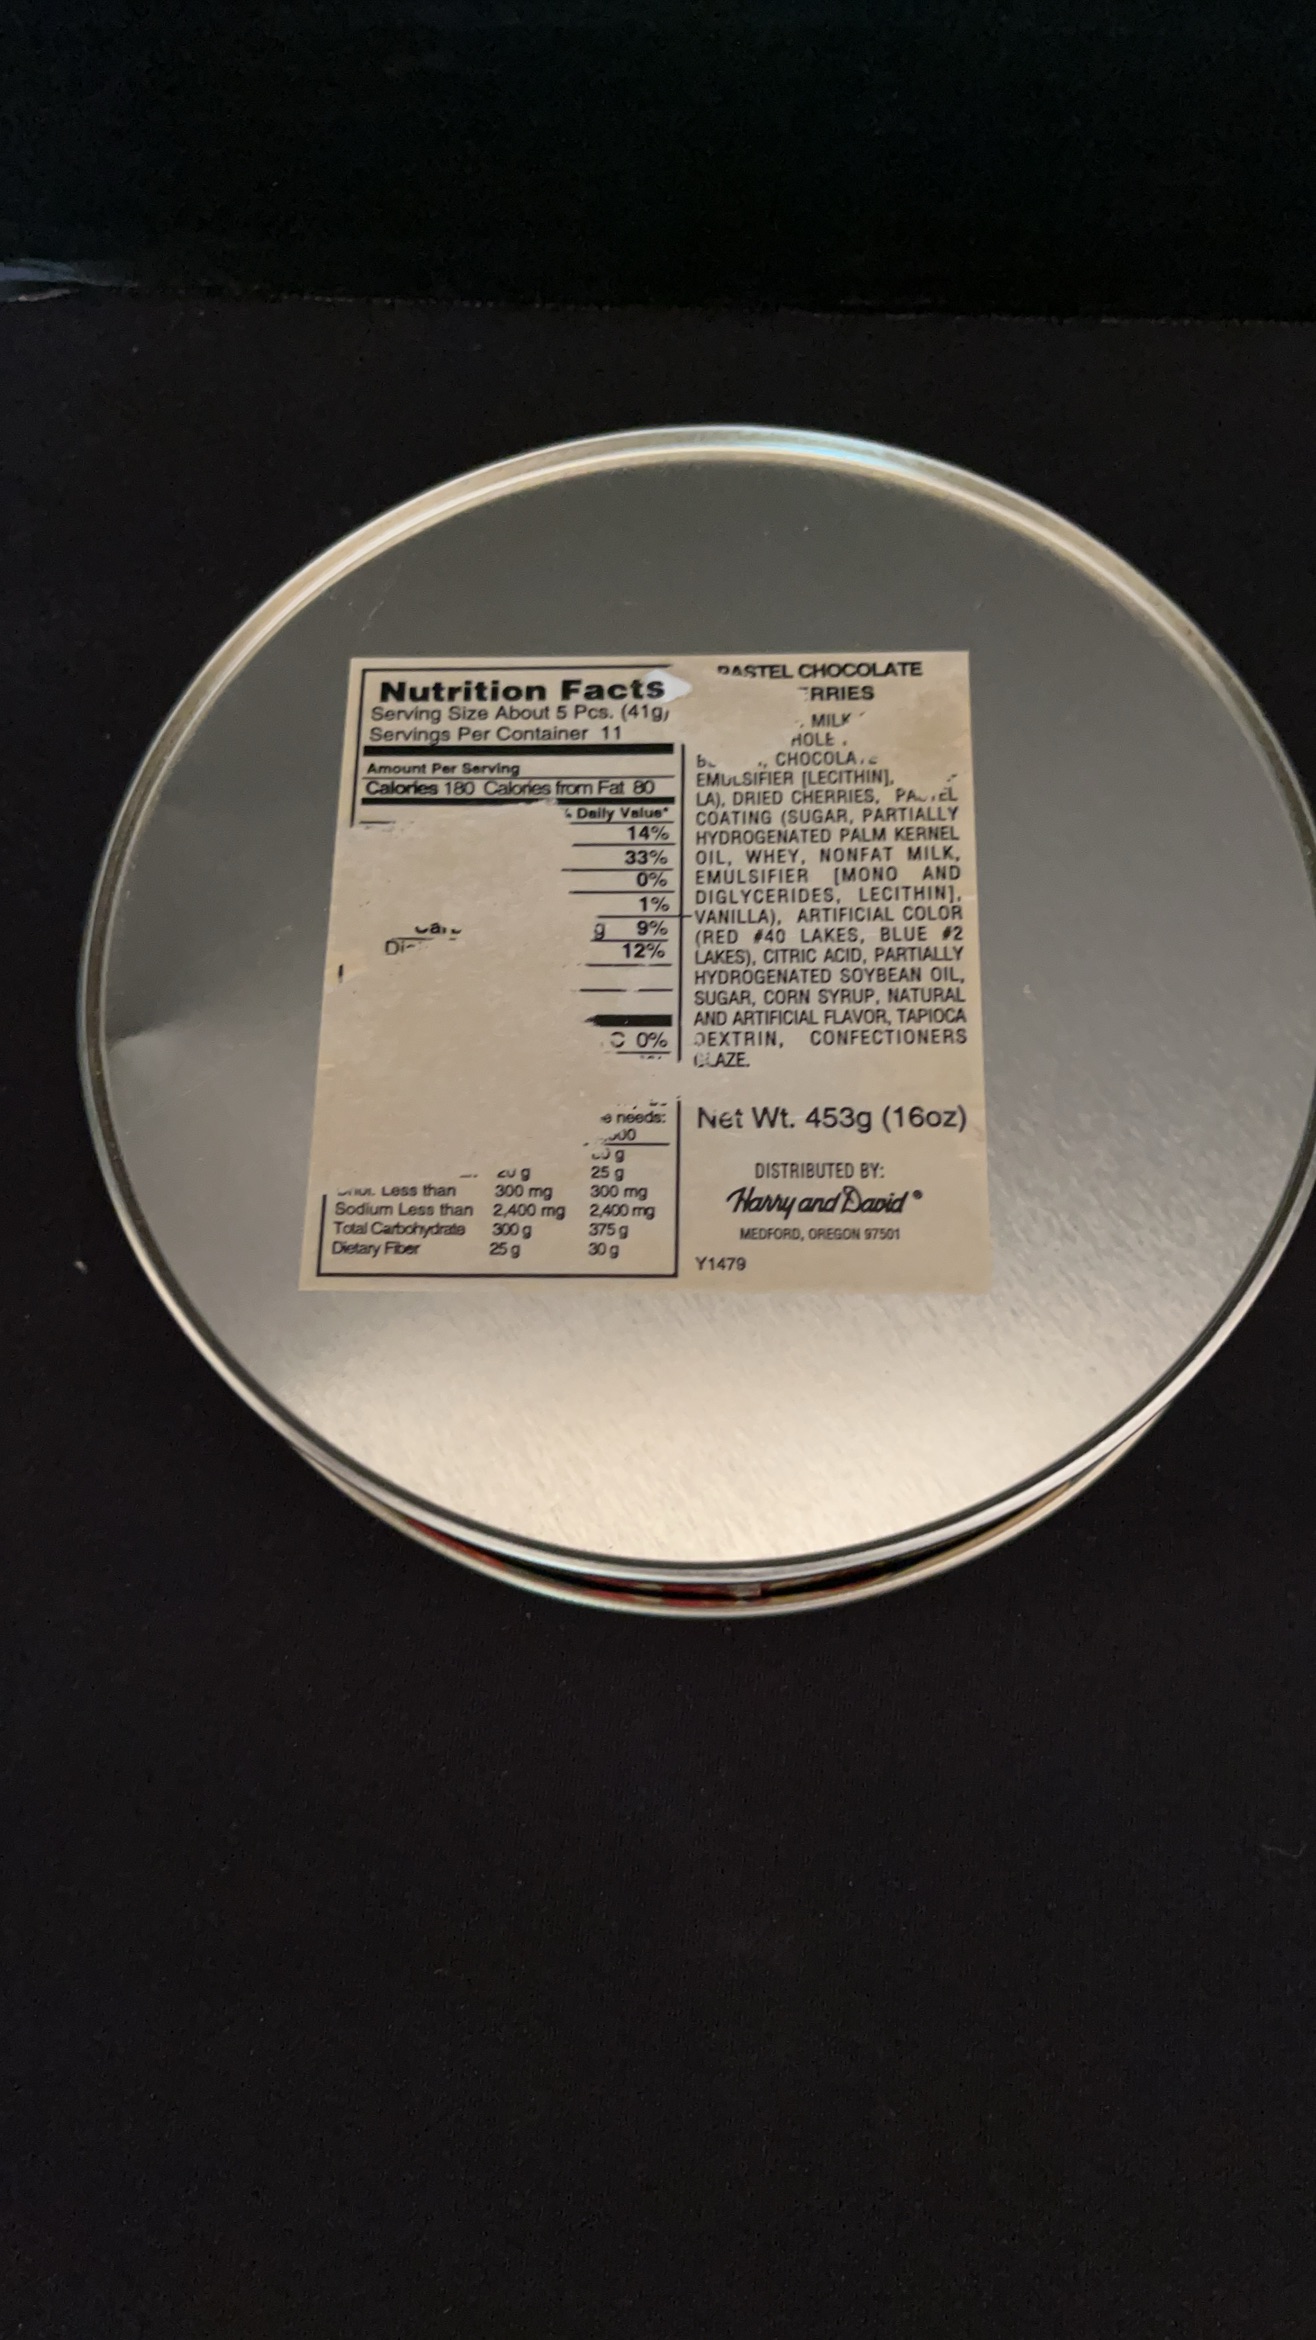 Nutrition Facts
Serving Size About 5 Pcs. (41g)
Servings Per Container 11
Amount Per Serving
Calories 180 Calories from Fat 80
% Daily Value*
14%
33%
0%
1%
g 9%
12%
0%
needs:
g
25 g
Less than 300 mg 300 mg
Sodium Less than 2,400 mg 2,400 mg
Total Carbohydrate 300 g 375 g
Dietary Fiber 25 g 30 g
PASTEL CHOCOLATE
MILK
EMULSIFIER [LECITHIN],
LA), DRIED CHERRIES, PASTEL
COATING (SUGAR, PARTIALLY
HYDROGENATED PALM KERNEL
OIL, WHEY, NONFAT MILK,
EMULSIFIER [MONO AND
DIGLYCERIDES, LECITHIN],
VANILLA), ARTIFICIAL COLOR
(RED #40 LAKES, BLUE #2
LAKES), CITRIC ACID, PARTIALLY
HYDROGENATED SOYBEAN OIL,
SUGAR, CORN SYRUP, NATURAL
AND ARTIFICIAL FLAVOR, TAPIOCA
DEXTRIN, CONFECTIONERS
GLAZE.
Net Wt. 453g (16oz)
DISTRIBUTED BY:
Harry and David®
MEDFORD, OREGON 97501
Y1479